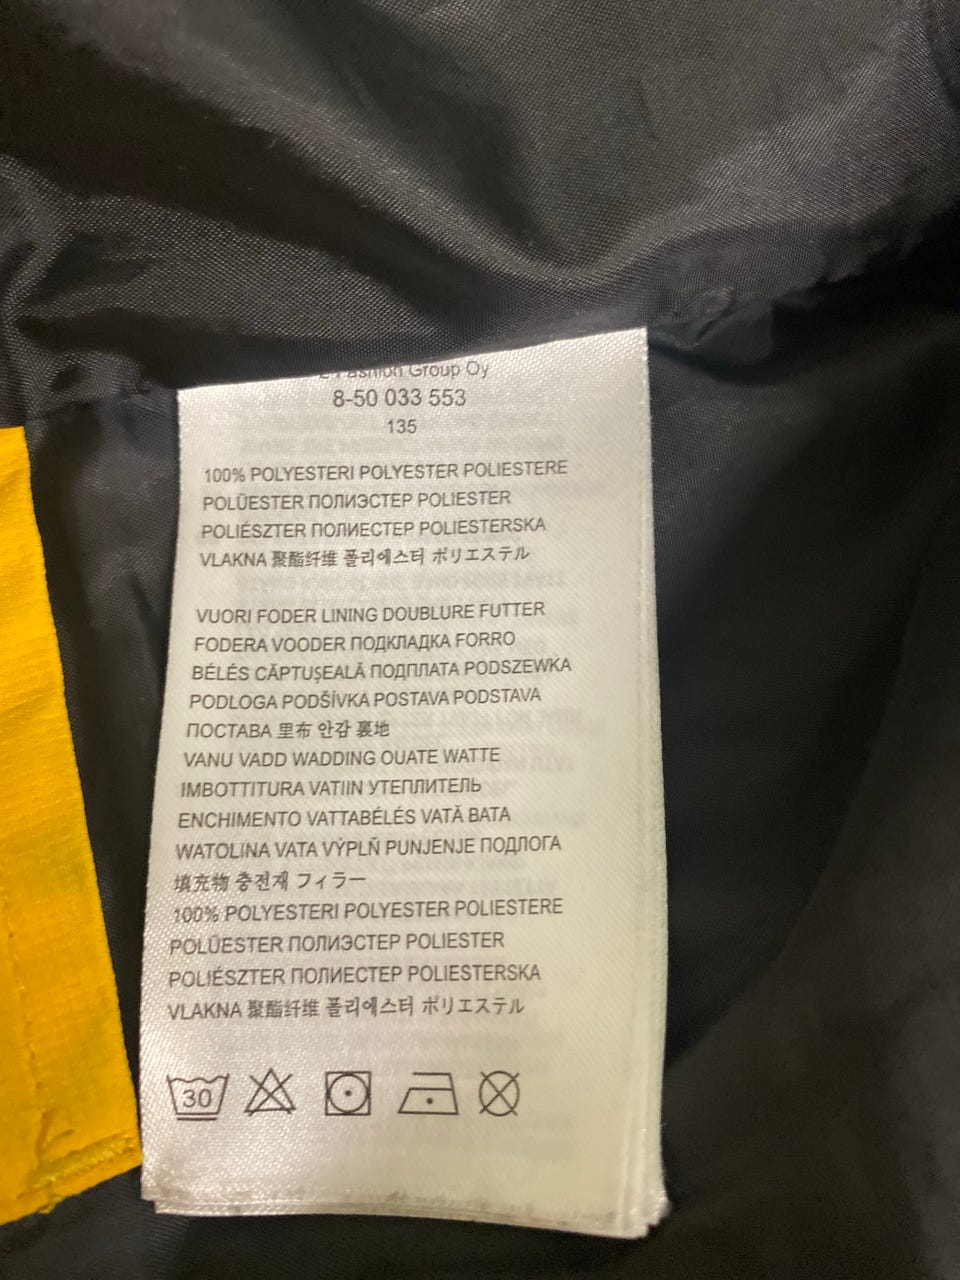 Fashion Group Oy
8-50 033 553
135
100% POLYESTERI POLYESTER POLIESTERE
POLÜESTER ПОЛИЭСТЕР POLIESTER
POLIÉSZTER ПОЛИЕСТЕР POLIESTERSKA
VLAKNA 聚酯纤维 폴리에스터 ポリエステル
VUORI FODER LINING DOUBLURE FUTTER
FODERA VOODER ПОДКЛАДКА FORRO
BÉLÉS CĂPTUȘEALĂ ПОДПЛАТА PODSZEWKA
PODLOGA PODŠÍVKA POSTAVA PODSTAVA
ПОСТАВА 里布 안감 裏地
VANU VADD WADDING OUATE WATTE
IMBOTTITURA VATIIN УТЕПЛИТЕЛЬ
ENCHIMENTO VATTABÉLÉS VATĂ BATA
WATOLINA VATA VÝPLŇ PUNJENJE ПОДЛОГА
填充物 충전재 フィラー
100% POLYESTERI POLYESTER POLIESTERE
POLÜESTER ПОЛИЭСТЕР POLIESTER
POLIÉSZTER ПОЛИЕСТЕР POLIESTERSKA
VLAKNA 聚酯纤维 폴리에스터 ポリエステル
30